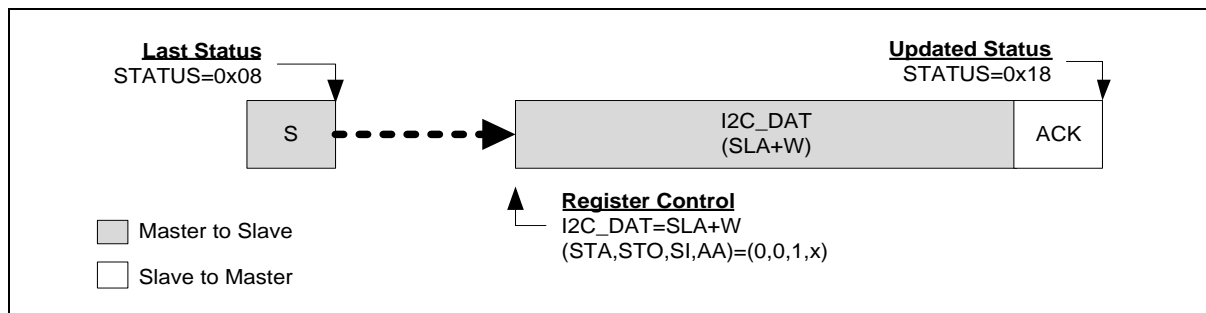 Last Status
STATUS=0x08
Updated Status
STATUS=0x18
S
I2C_DAT
(SLA+W)
ACK
Register Control
I2C_DAT=SLA+W
(STA,STO,SI,AA)=(0,0,1,x)
Master to Slave
Slave to Master